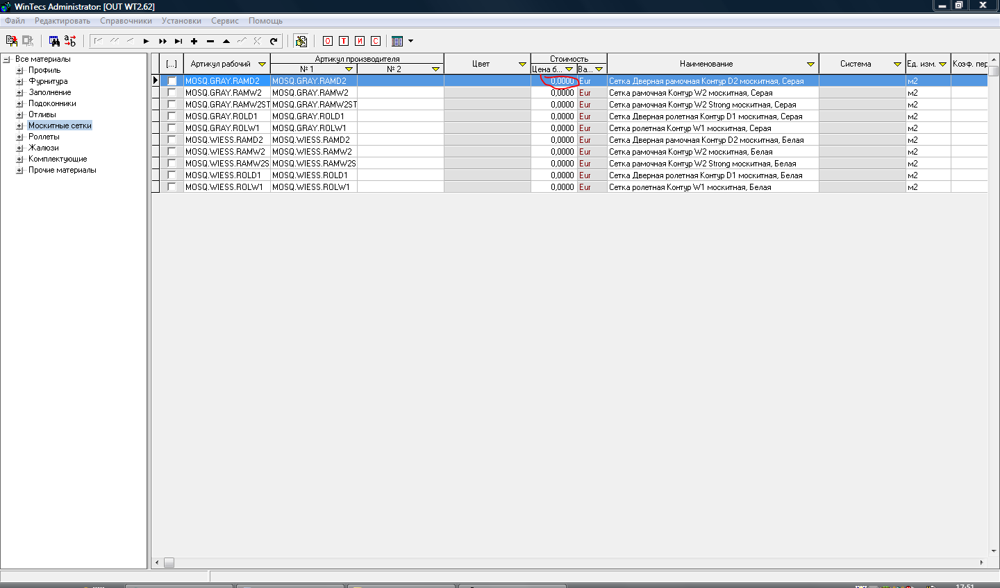 WinTecs Administrator: [OUT WT2.62]
Файл Редактировать Справочники Установки Сервис Помощь
О Т И С
Все материалы
Профиль
Фурнитура
Заполнение
Подоконники
Отливы
Москитные сетки
Роллеты
Жалюзи
Комплектующие
Прочие материалы
[...] Артикул рабочий Артикул производителя Цвет Стоимость Наименование Система Ед. изм. Коэф. пер
№ 1 № 2 Цена б... Ва...
MOSQ.GRAY.RAMD2 MOSQ.GRAY.RAMD2 0,0000 Eur Сетка Дверная рамочная Контур D2 москитная, Серая м2
MOSQ.GRAY.RAMW2 MOSQ.GRAY.RAMW2 0,0000 Eur Сетка рамочная Контур W2 москитная, Серая м2
MOSQ.GRAY.RAMW2ST MOSQ.GRAY.RAMW2ST 0,0000 Eur Сетка рамочная Контур W2 Strong москитная, Серая м2
MOSQ.GRAY.ROLD1 MOSQ.GRAY.ROLD1 0,0000 Eur Сетка Дверная ролетная Контур D1 москитная, Серая м2
MOSQ.GRAY.ROLW1 MOSQ.GRAY.ROLW1 0,0000 Eur Сетка ролетная Контур W1 москитная, Серая м2
MOSQ.WIESS.RAMD2 MOSQ.WIESS.RAMD2 0,0000 Eur Сетка Дверная рамочная Контур D2 москитная, Белая м2
MOSQ.WIESS.RAMW2 MOSQ.WIESS.RAMW2 0,0000 Eur Сетка рамочная Контур W2 москитная, Белая м2
MOSQ.WIESS.RAMW2S MOSQ.WIESS.RAMW2S 0,0000 Eur Сетка рамочная Контур W2 Strong москитная, Белая м2
MOSQ.WIESS.ROLD1 MOSQ.WIESS.ROLD1 0,0000 Eur Сетка Дверная ролетная Контур D1 москитная, Белая м2
MOSQ.WIESS.ROLW1 MOSQ.WIESS.ROLW1 0,0000 Eur Сетка ролетная Контур W1 москитная, Белая м2
17:51